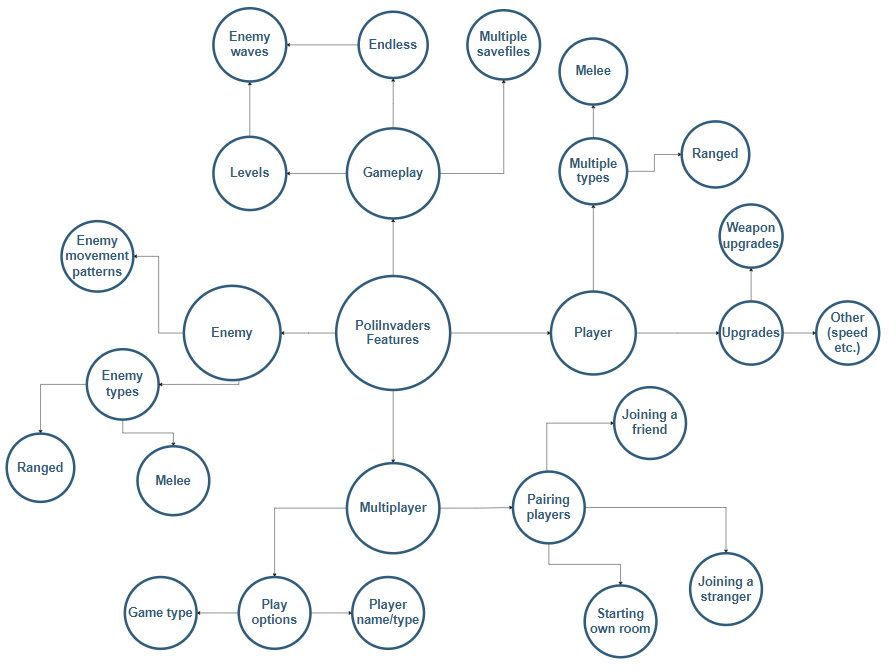 Enemy
waves
Endless
Multiple
savefiles
Melee
Levels
Gameplay
Multiple
types
Ranged
Enemy
movement
patterns
Weapon
upgrades
Enemy
PoliInvaders
Features
Player
Upgrades
Other
(speed
etc.)
Enemy
types
Joining a
friend
Ranged
Melee
Multiplayer
Pairing
players
Joining a
stranger
Game type
Play
options
Player
name/type
Starting
own room